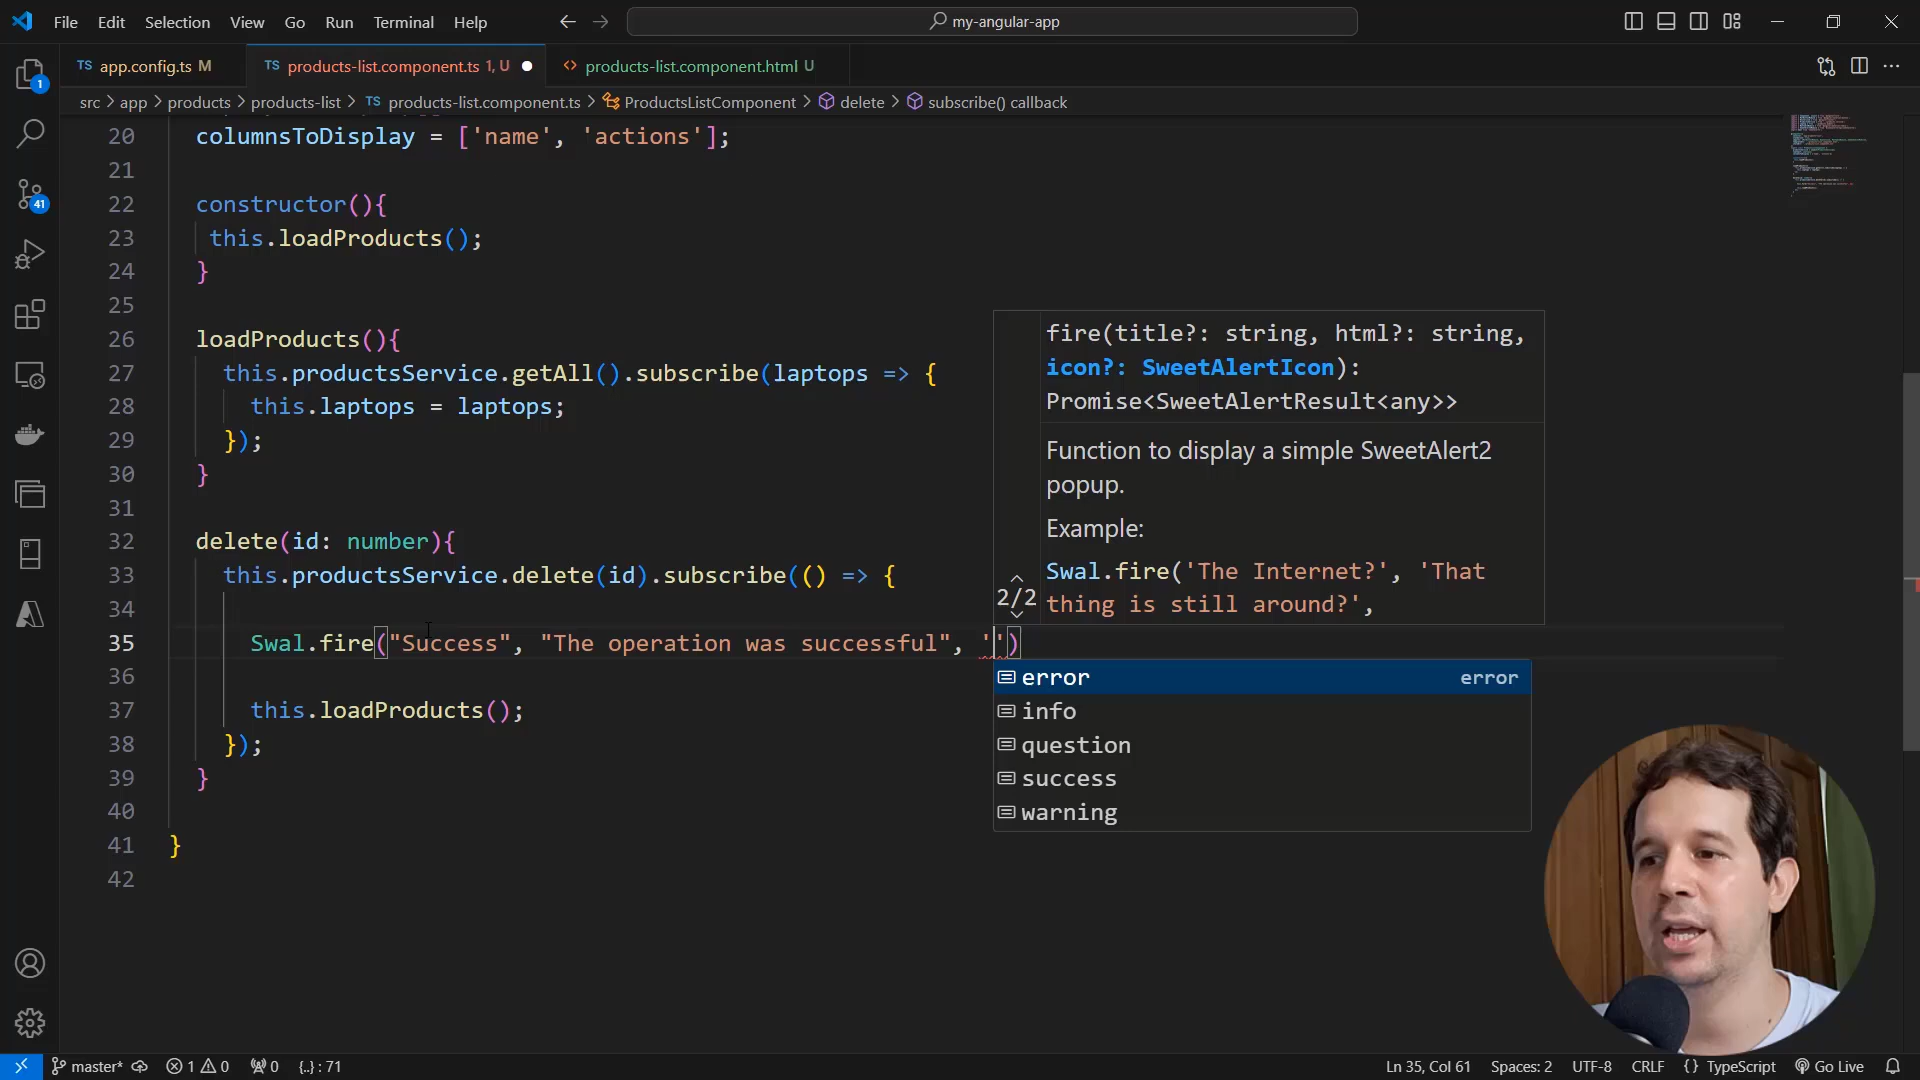 File Edit Selection View Go Run Terminal Help my-angular-app
TS app.config.ts M TS products-list.component.ts 1, U products-list.component.html U
src > app > products > products-list > TS products-list.component.ts > ProductsListComponent > delete > subscribe() callback
1
41
20 columnsToDisplay = ['name', 'actions'];
21
22 constructor(){
23 this.loadProducts();
24 }
25
26 loadProducts(){
27 this.productsService.getAll().subscribe(laptops => {
28 this.laptops = laptops;
29 });
30 }
31
32 delete(id: number){
33 this.productsService.delete(id).subscribe(() => {
34
35 Swal.fire("Success", "The operation was successful", '')
36
37 this.loadProducts();
38 });
39 }
40
41 }
42
fire(title?: string, html?: string,
icon?: SweetAlertIcon):
Promise<SweetAlertResult<any>>
Function to display a simple SweetAlert2
popup.
Example:
Swal.fire('The Internet?', 'That
thing is still around?',
2/2
error error
info
question
success
warning
master* 1 0 0 {..} : 71 Ln 35, Col 61 Spaces: 2 UTF-8 CRLF {} TypeScript Go Live